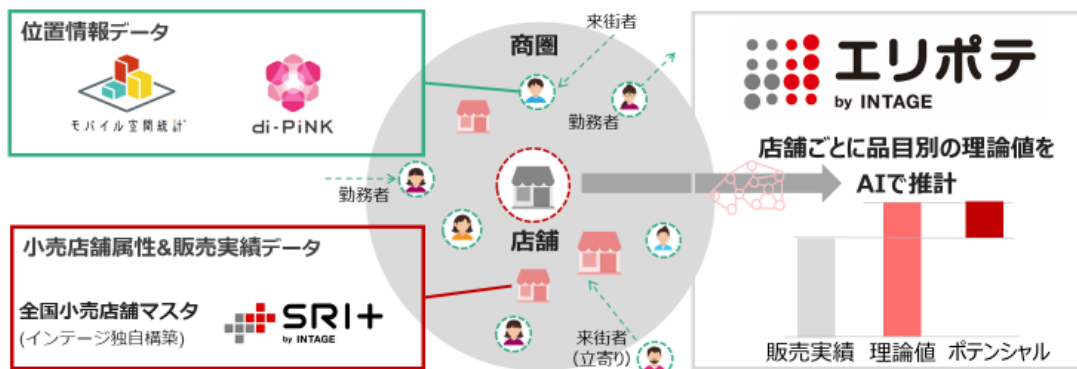 位置情報データ
モバイル空間統計®
di-PiNK
小売店舗属性&販売実績データ
全国小売店舗マスタ
(インテージ独自構築)
SRI+
by INTAGE
商圏
来街者
勤務者
勤務者
店舗
来街者
(立寄り)
エリポテ
by INTAGE
店舗ごとに品目別の理論値を
AIで推計
販売実績 理論値 ポテンシャル